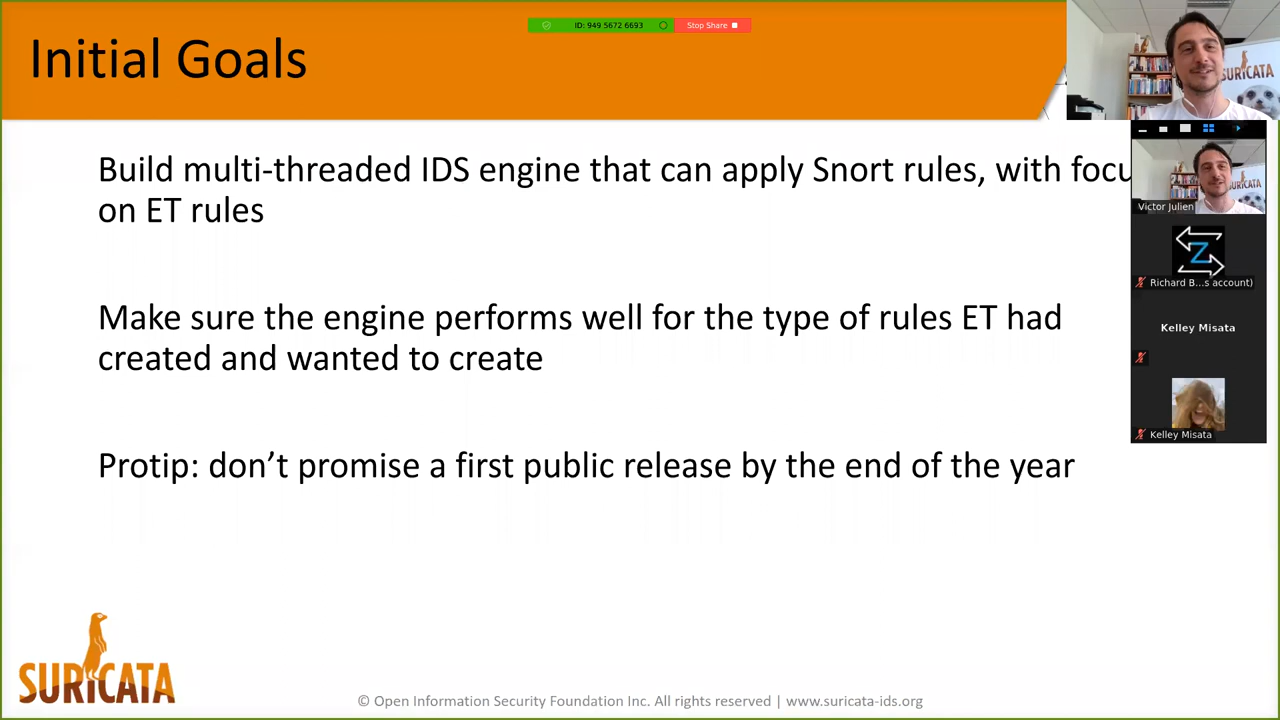 Initial Goals
ID: 949 5672 6693
Stop Share
SURICATA
Build multi-threaded IDS engine that can apply Snort rules, with focu
on ET rules
Make sure the engine performs well for the type of rules ET had
created and wanted to create
Protip: don’t promise a first public release by the end of the year
Victor Julien
Z
Richard B...s account)
Kelley Misata
Kelley Misata
SURICATA
© Open Information Security Foundation Inc. All rights reserved | www.suricata-ids.org